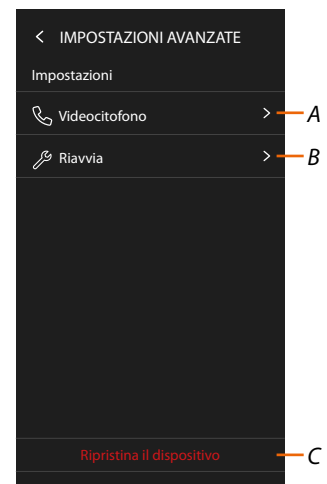 IMPOSTAZIONI AVANZATE
Impostazioni
Videocitofono
A
Riavvia
B
Ripristina il dispositivo
C